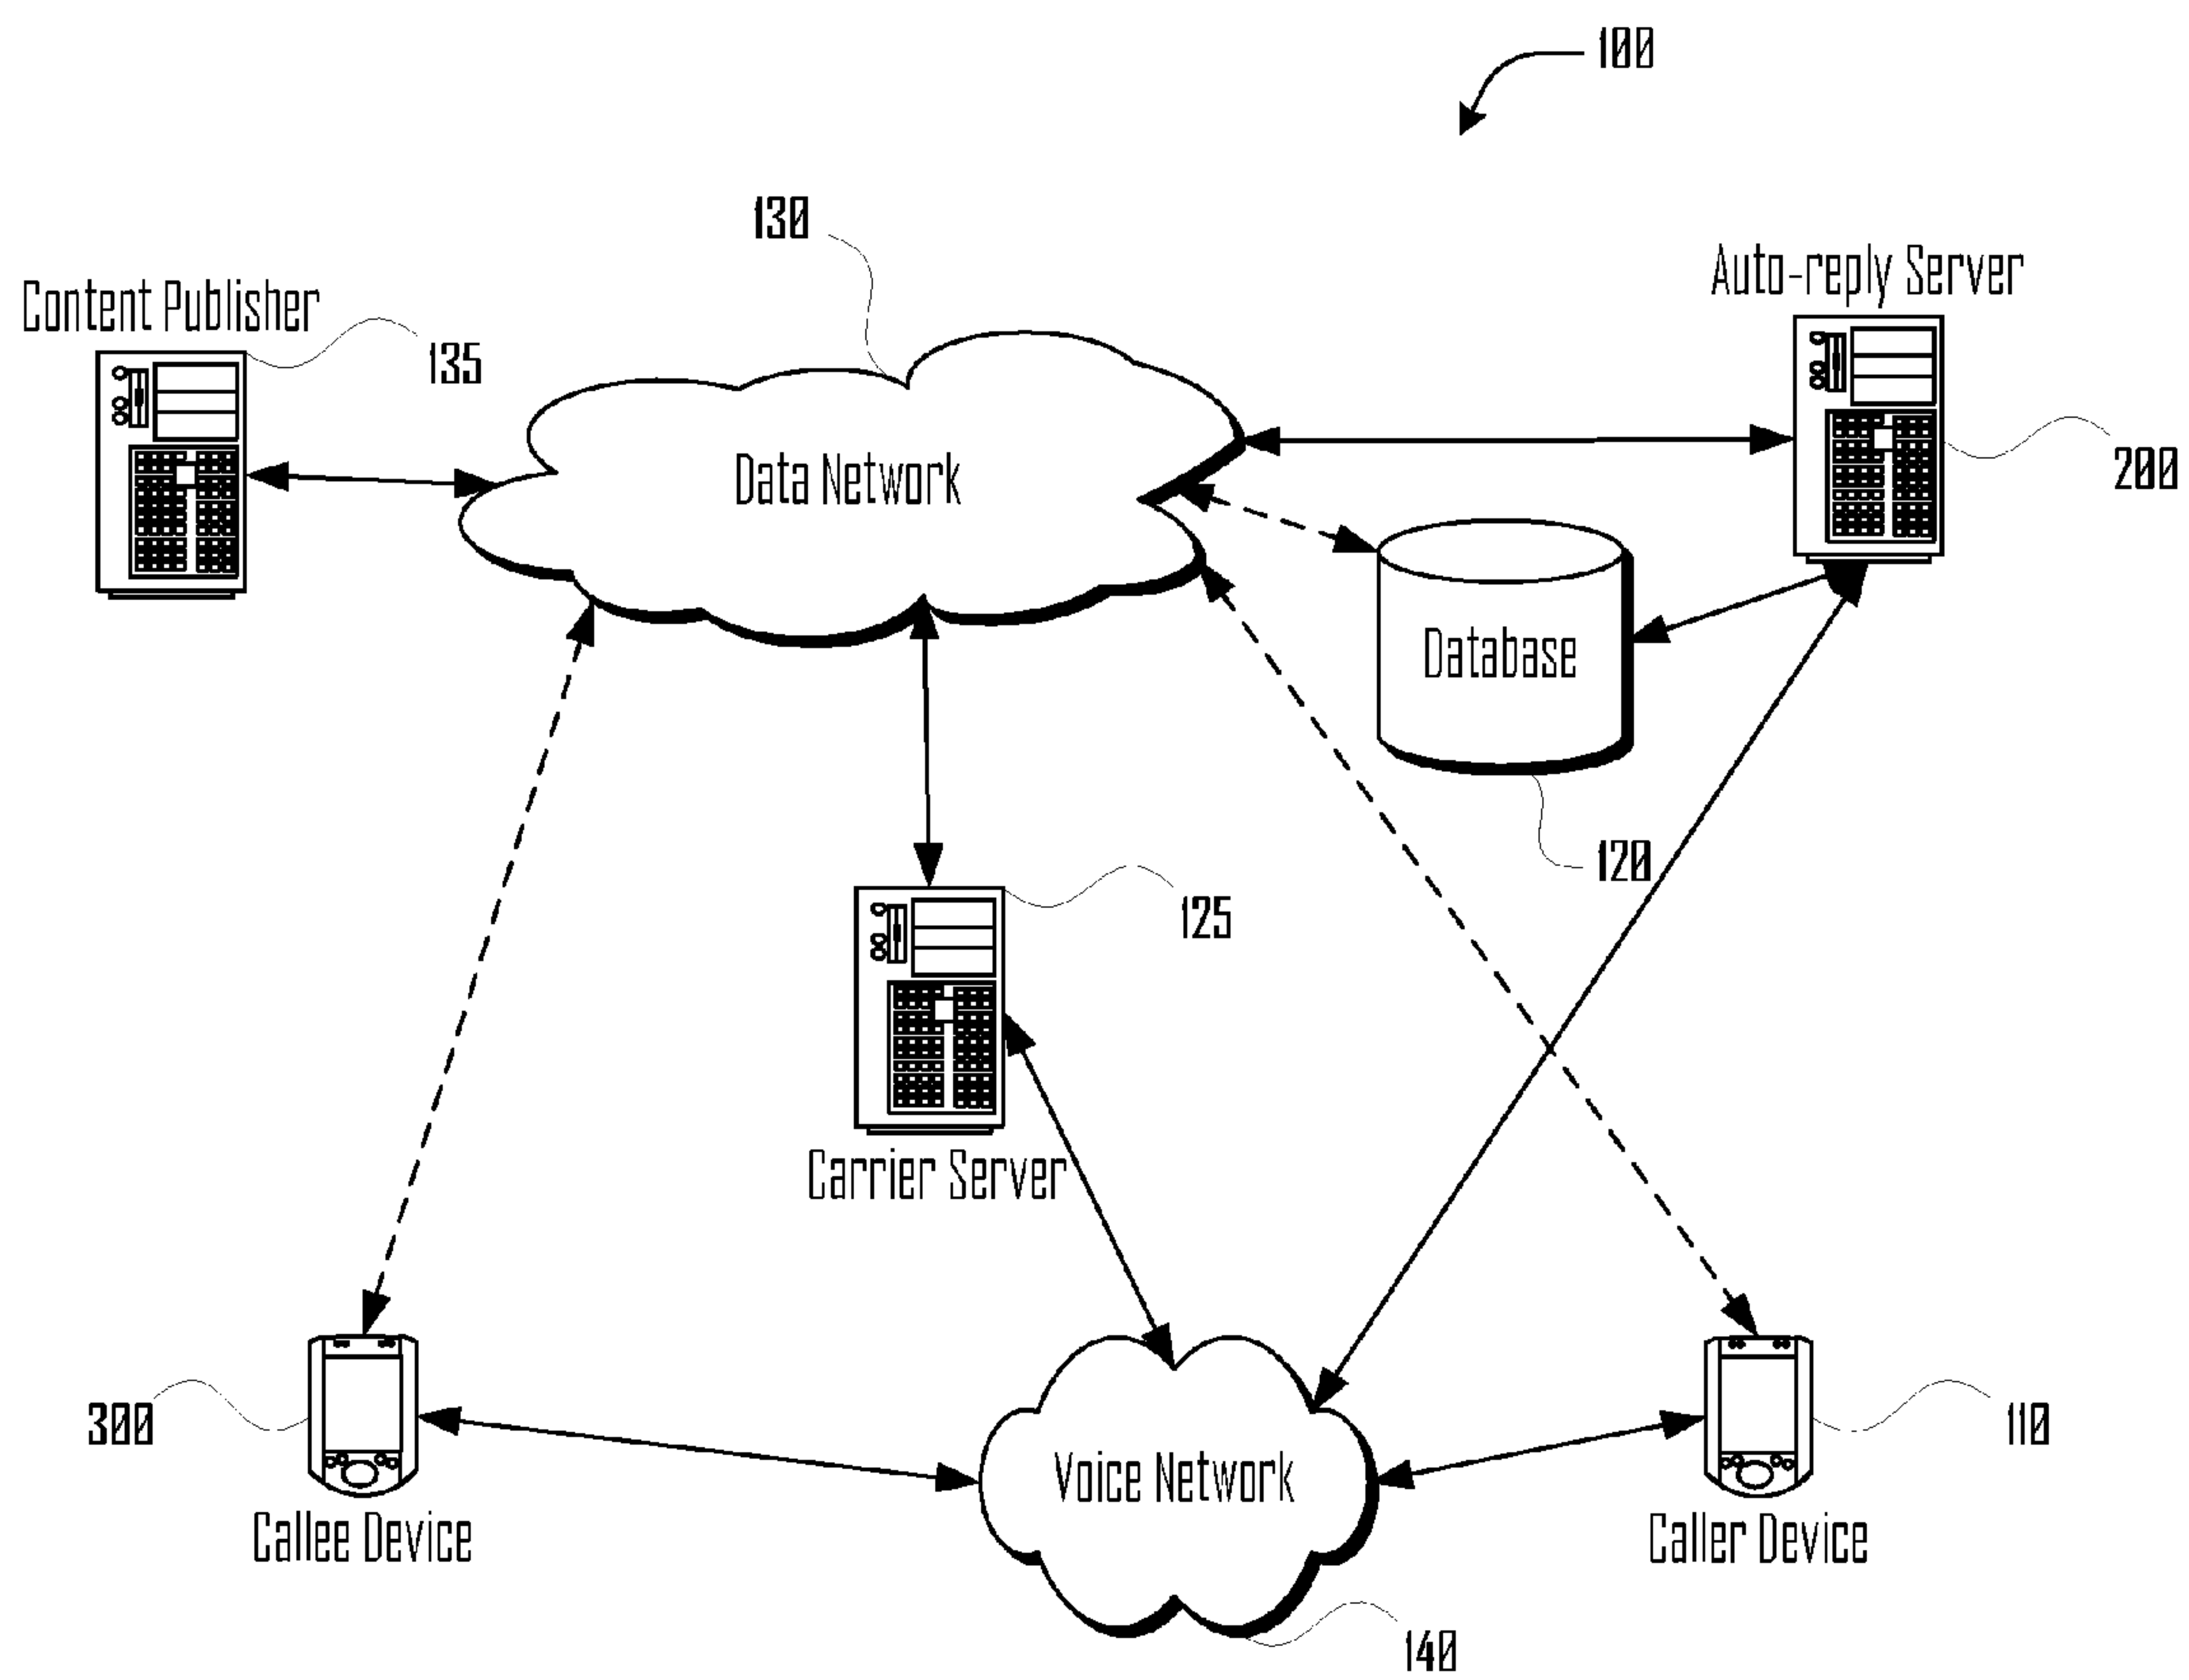 100
130
Auto-reply Server
Content Publisher
135
Data Network
200
Database
120
125
Carrier Server
300
110
Voice Network
Callee Device
Caller Device
140